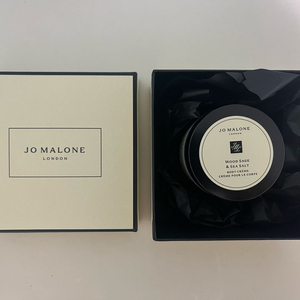 JO MALONE
LONDON
JO MALONE
LONDON
WOOD SAGE
& SEA SALT
BODY CRÈME
CRÈME POUR LE CORPS